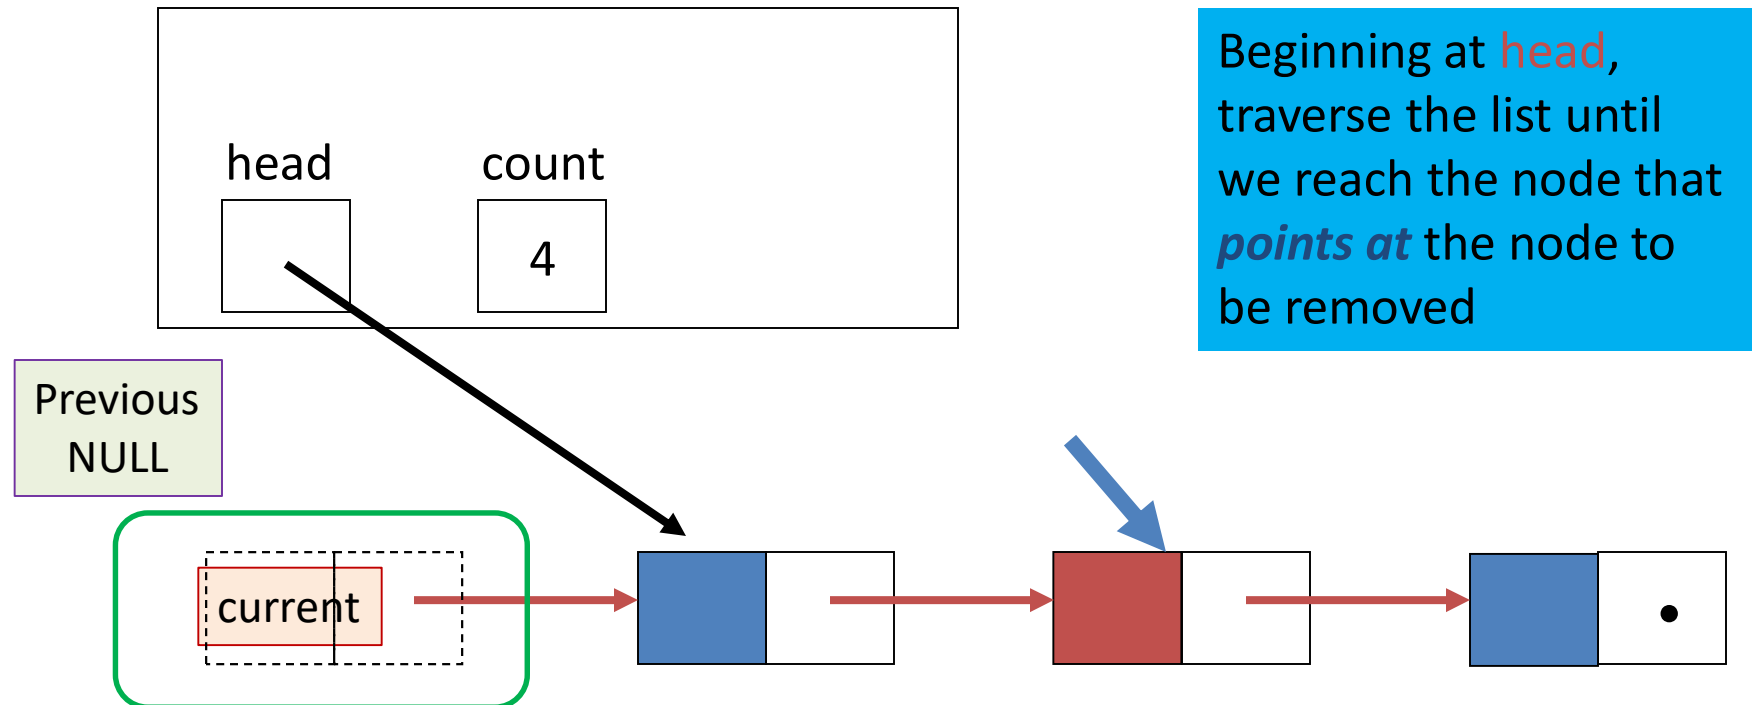 head
count
4
Beginning at head,
traverse the list until
we reach the node that
points at the node to
be removed
Previous
NULL
current